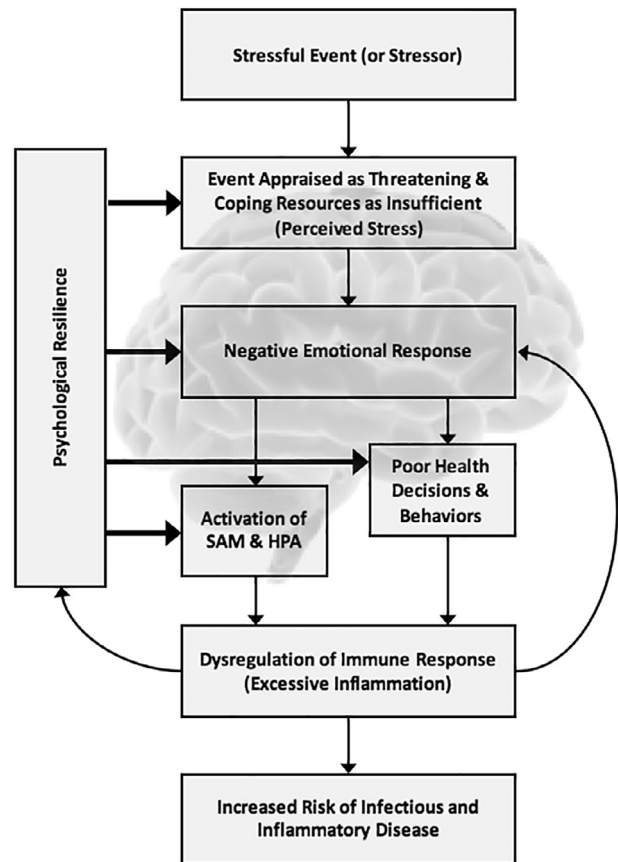 Stressful Event (or Stressor)
Event Appraised as Threatening &
Coping Resources as Insufficient
(Perceived Stress)
Psychological Resilience
Negative Emotional Response
Poor Health
Decisions &
Behaviors
Activation of
SAM & HPA
Dysregulation of Immune Response
(Excessive Inflammation)
Increased Risk of Infectious and
Inflammatory Disease